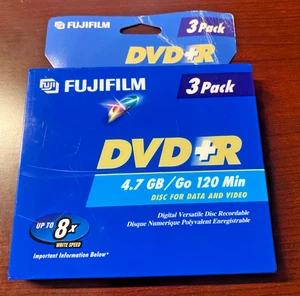 FUJIFILM
DVD+R
3 Pack
FUJI FUJIFILM
3 Pack
DVD+R
4.7 GB/Go 120 Min
DISC FOR DATA AND VIDEO
Digital Versatile Disc Recordable
Disque Numerique Polyvalent Enregistrable
UP TO 8x
WRITE SPEED
Important Information Below*